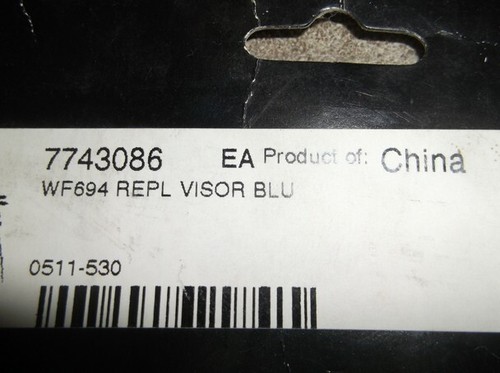 7743086 EA Product of: China
WF694 REPL VISOR BLU
0511-530